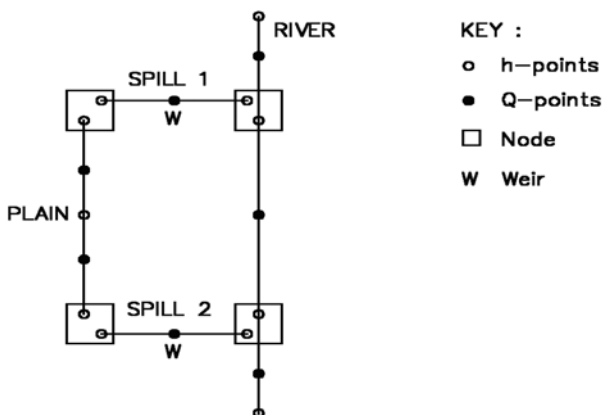 RIVER
SPILL 1
W
PLAIN
SPILL 2
W
KEY :
h-points
Q-points
Node
W Weir